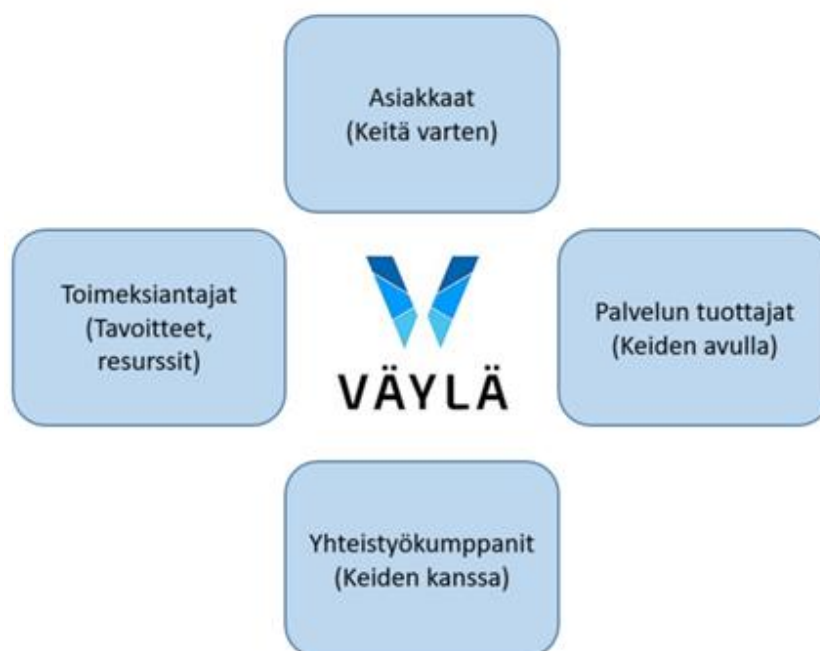 Asiakkaat
(Keitä varten)
Toimeksiantajat
(Tavoitteet,
resurssit)
VÄYLÄ
Palvelun tuottajat
(Keiden avulla)
Yhteistyökumppanit
(Keiden kanssa)